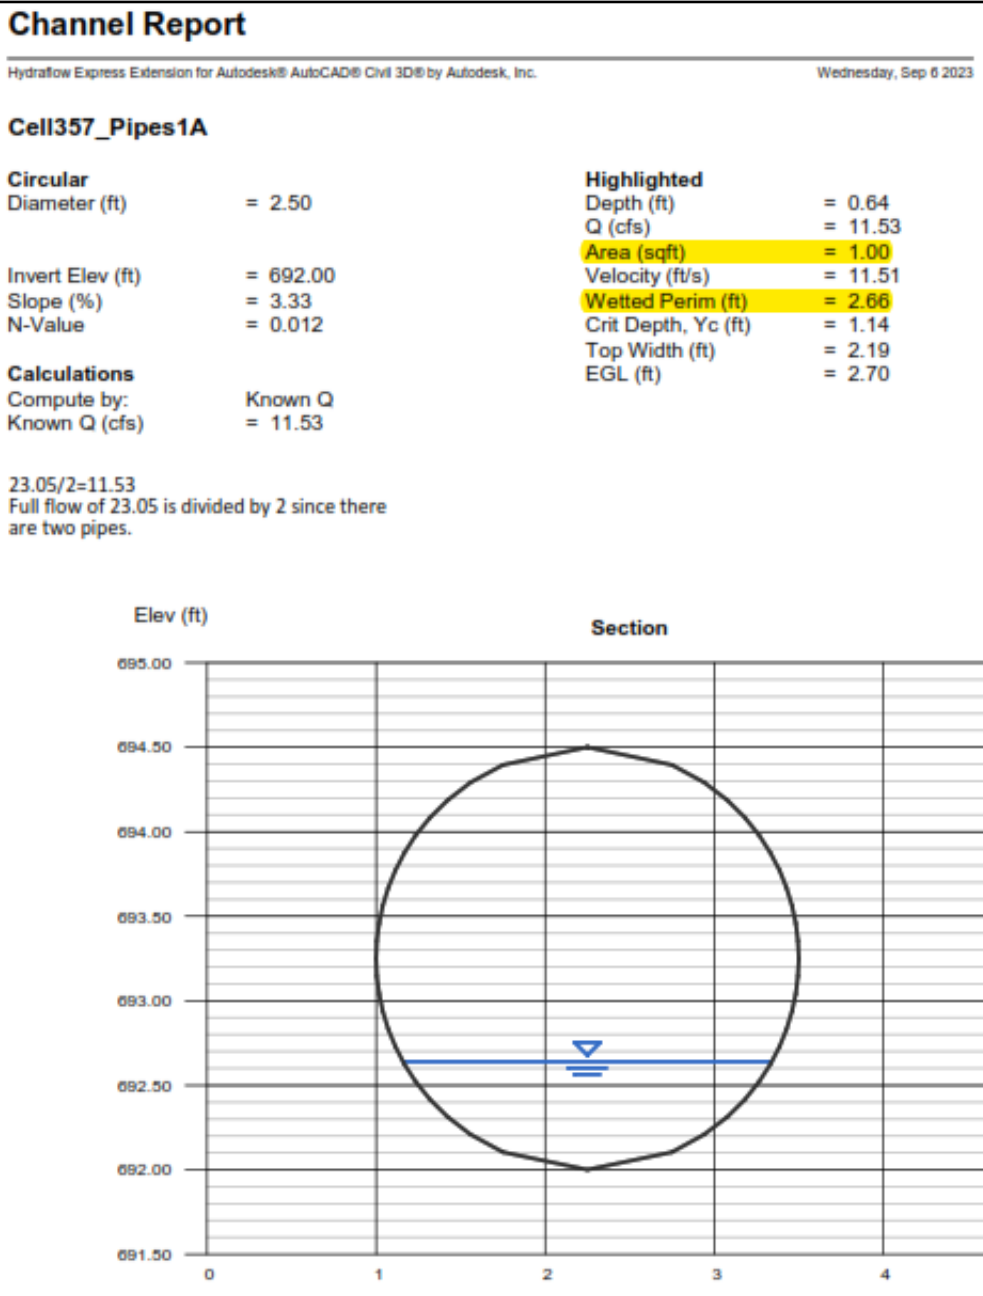 Channel Report
Hydraflow Express Extension for Autodesk® AutoCAD® Civil 3D® by Autodesk, Inc. Wednesday, Sep 6 2023
Cell357_Pipes1A
Circular
Diameter (ft) = 2.50
Invert Elev (ft) = 692.00
Slope (%) = 3.33
N-Value = 0.012
Calculations
Compute by: Known Q
Known Q (cfs) = 11.53
Highlighted
Depth (ft) = 0.64
Q (cfs) = 11.53
Area (sqft) = 1.00
Velocity (ft/s) = 11.51
Wetted Perim (ft) = 2.66
Crit Depth, Yc (ft) = 1.14
Top Width (ft) = 2.19
EGL (ft) = 2.70
23.05/2=11.53
Full flow of 23.05 is divided by 2 since there
are two pipes.
Elev (ft)
Section
695.00
694.50
694.00
693.50
693.00
692.50
692.00
691.50
0 1 2 3 4